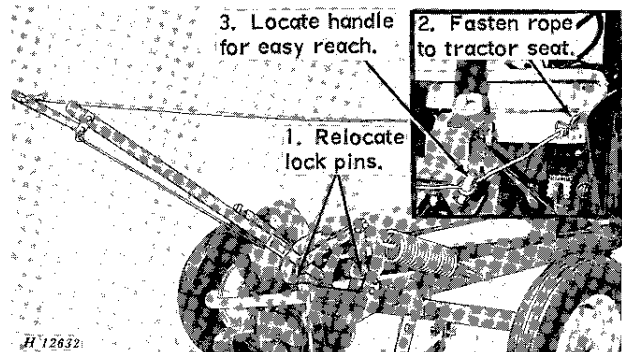 3. Locate handle
for easy reach.
2. Fasten rope
to tractor seat.
1. Relocate
lock pins.
H 12632